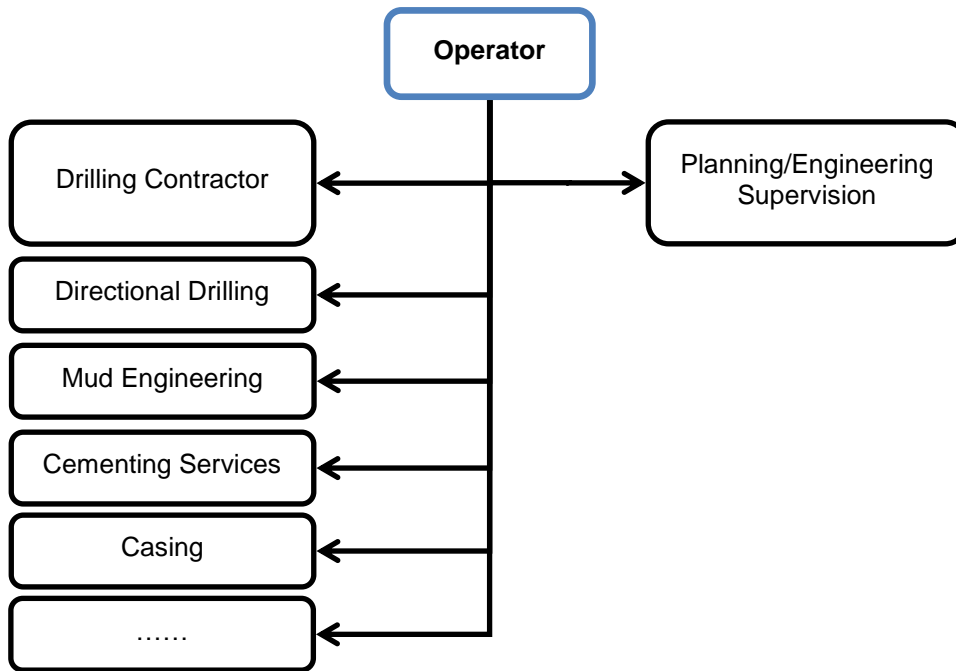 Operator
Drilling Contractor
Planning/Engineering
Supervision
Directional Drilling
Mud Engineering
Cementing Services
Casing
……